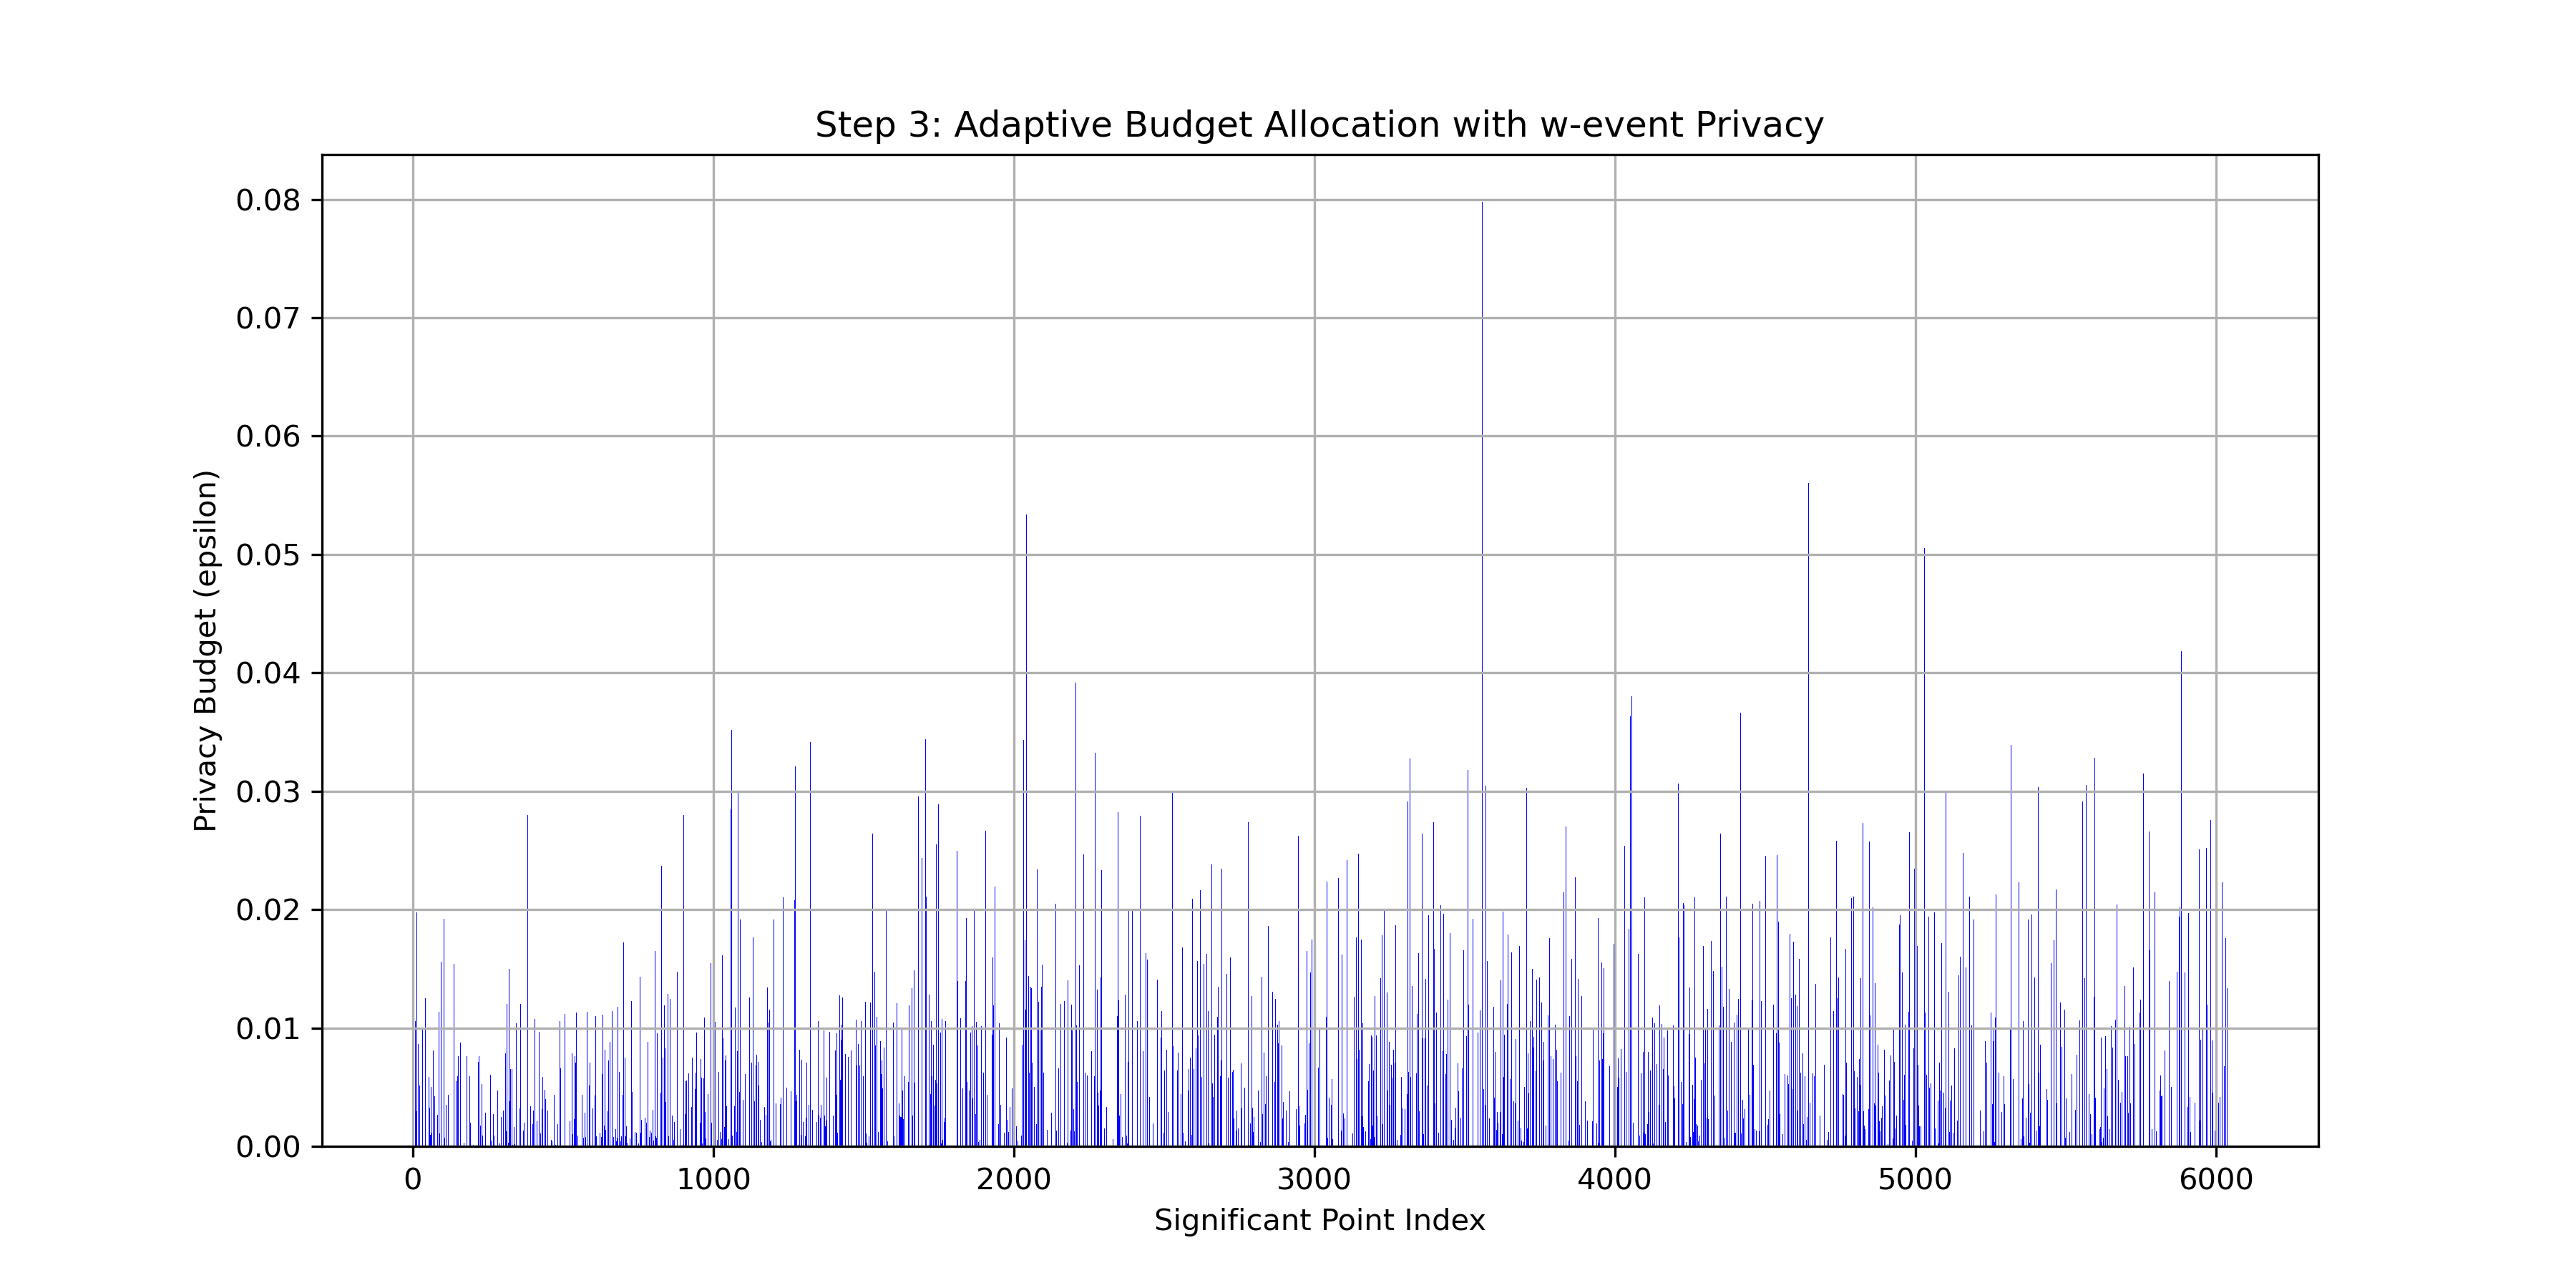 Step 3: Adaptive Budget Allocation with w-event Privacy
Privacy Budget (epsilon)
0.08
0.07
0.06
0.05
0.04
0.03
0.02
0.01
0.00
0 1000 2000 3000 4000 5000 6000
Significant Point Index